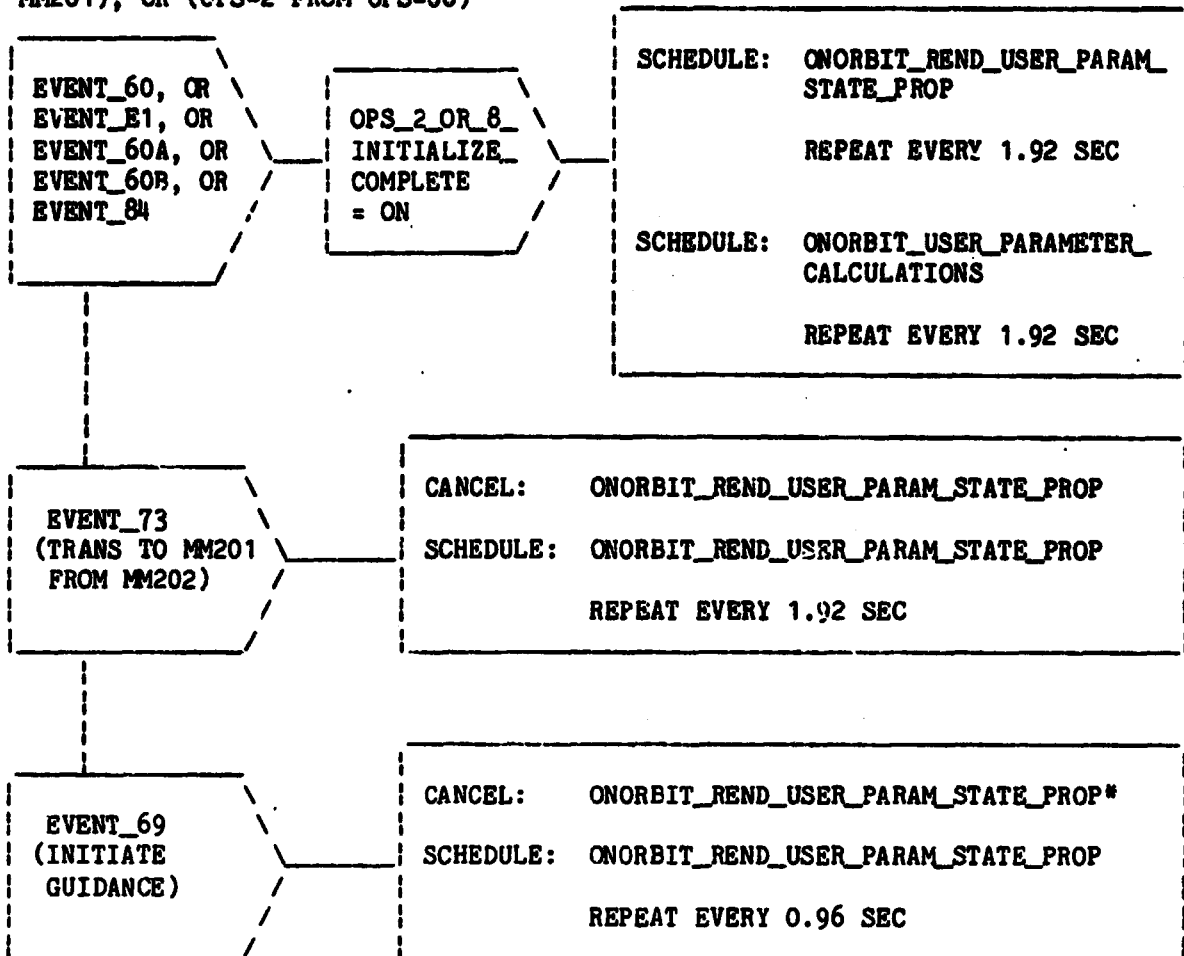 MM201), OR (OPS=2 FROM OPS=00)
EVENT_60, OR
EVENT_E1, OR
EVENT_60A, OR
EVENT_60B, OR
EVENT_84
OPS_2_OR_8_
INITIALIZE_
COMPLETE
= ON
SCHEDULE: ONORBIT_REND_USER_PARAM_
STATE_PROP
REPEAT EVERY 1.92 SEC
SCHEDULE: ONORBIT_USER_PARAMETER_
CALCULATIONS
REPEAT EVERY 1.92 SEC
EVENT_73
(TRANS TO MM201
FROM MM202)
CANCEL: ONORBIT_REND_USER_PARAM_STATE_PROP
SCHEDULE: ONORBIT_REND_USER_PARAM_STATE_PROP
REPEAT EVERY 1.92 SEC
EVENT_69
(INITIATE
GUIDANCE)
CANCEL: ONORBIT_REND_USER_PARAM_STATE_PROP*
SCHEDULE: ONORBIT_REND_USER_PARAM_STATE_PROP
REPEAT EVERY 0.96 SEC